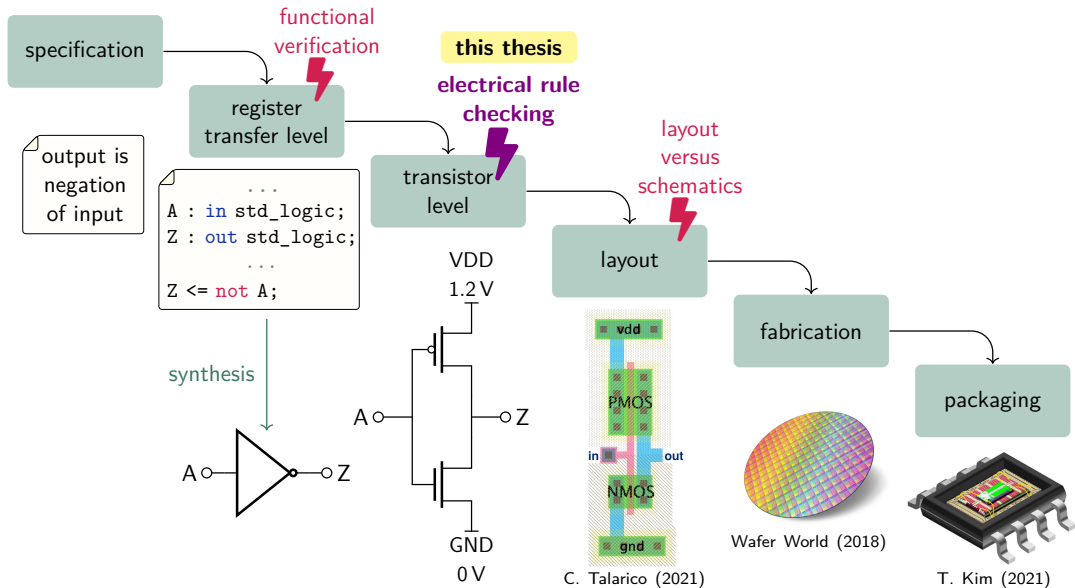 specification
functional
verification
this thesis
electrical rule
checking
register
transfer level
layout
versus
schematics
transistor
level
output is
negation
of input
...
A : in std_logic;
Z : out std_logic;
...
Z <= not A;
layout
VDD
1.2 V
fabrication
packaging
synthesis
A
Z
A
Z
GND
0 V
vdd
PMOS
in
out
NMOS
gnd
C. Talarico (2021)
Wafer World (2018)
T. Kim (2021)